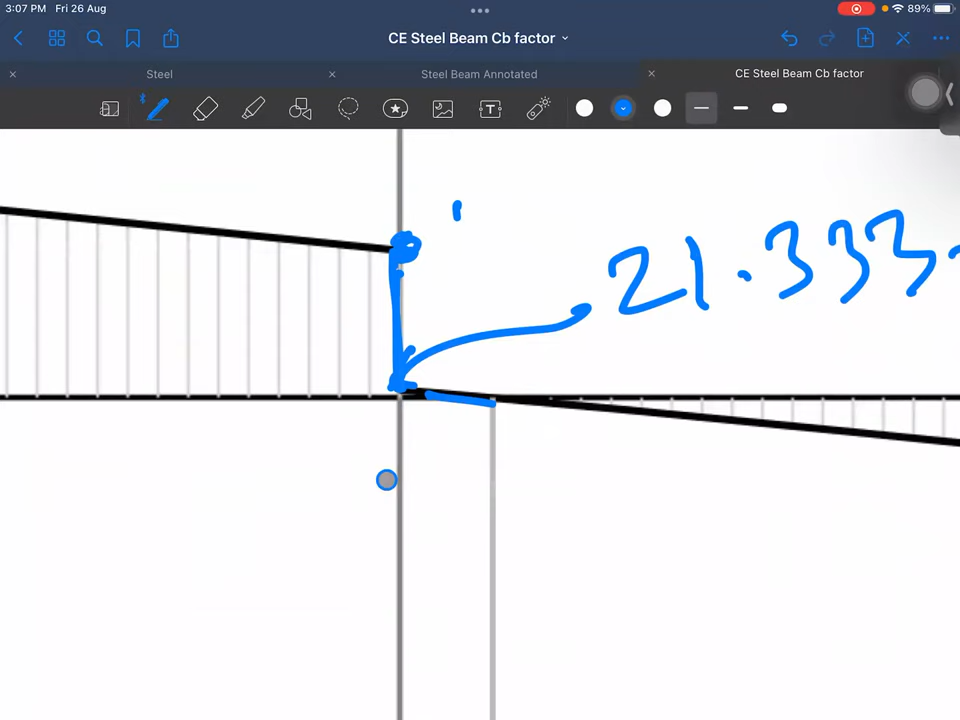 3:07 PM Fri 26 Aug
89%
CE Steel Beam Cb factor
Steel
Steel Beam Annotated
CE Steel Beam Cb factor
T
21.333